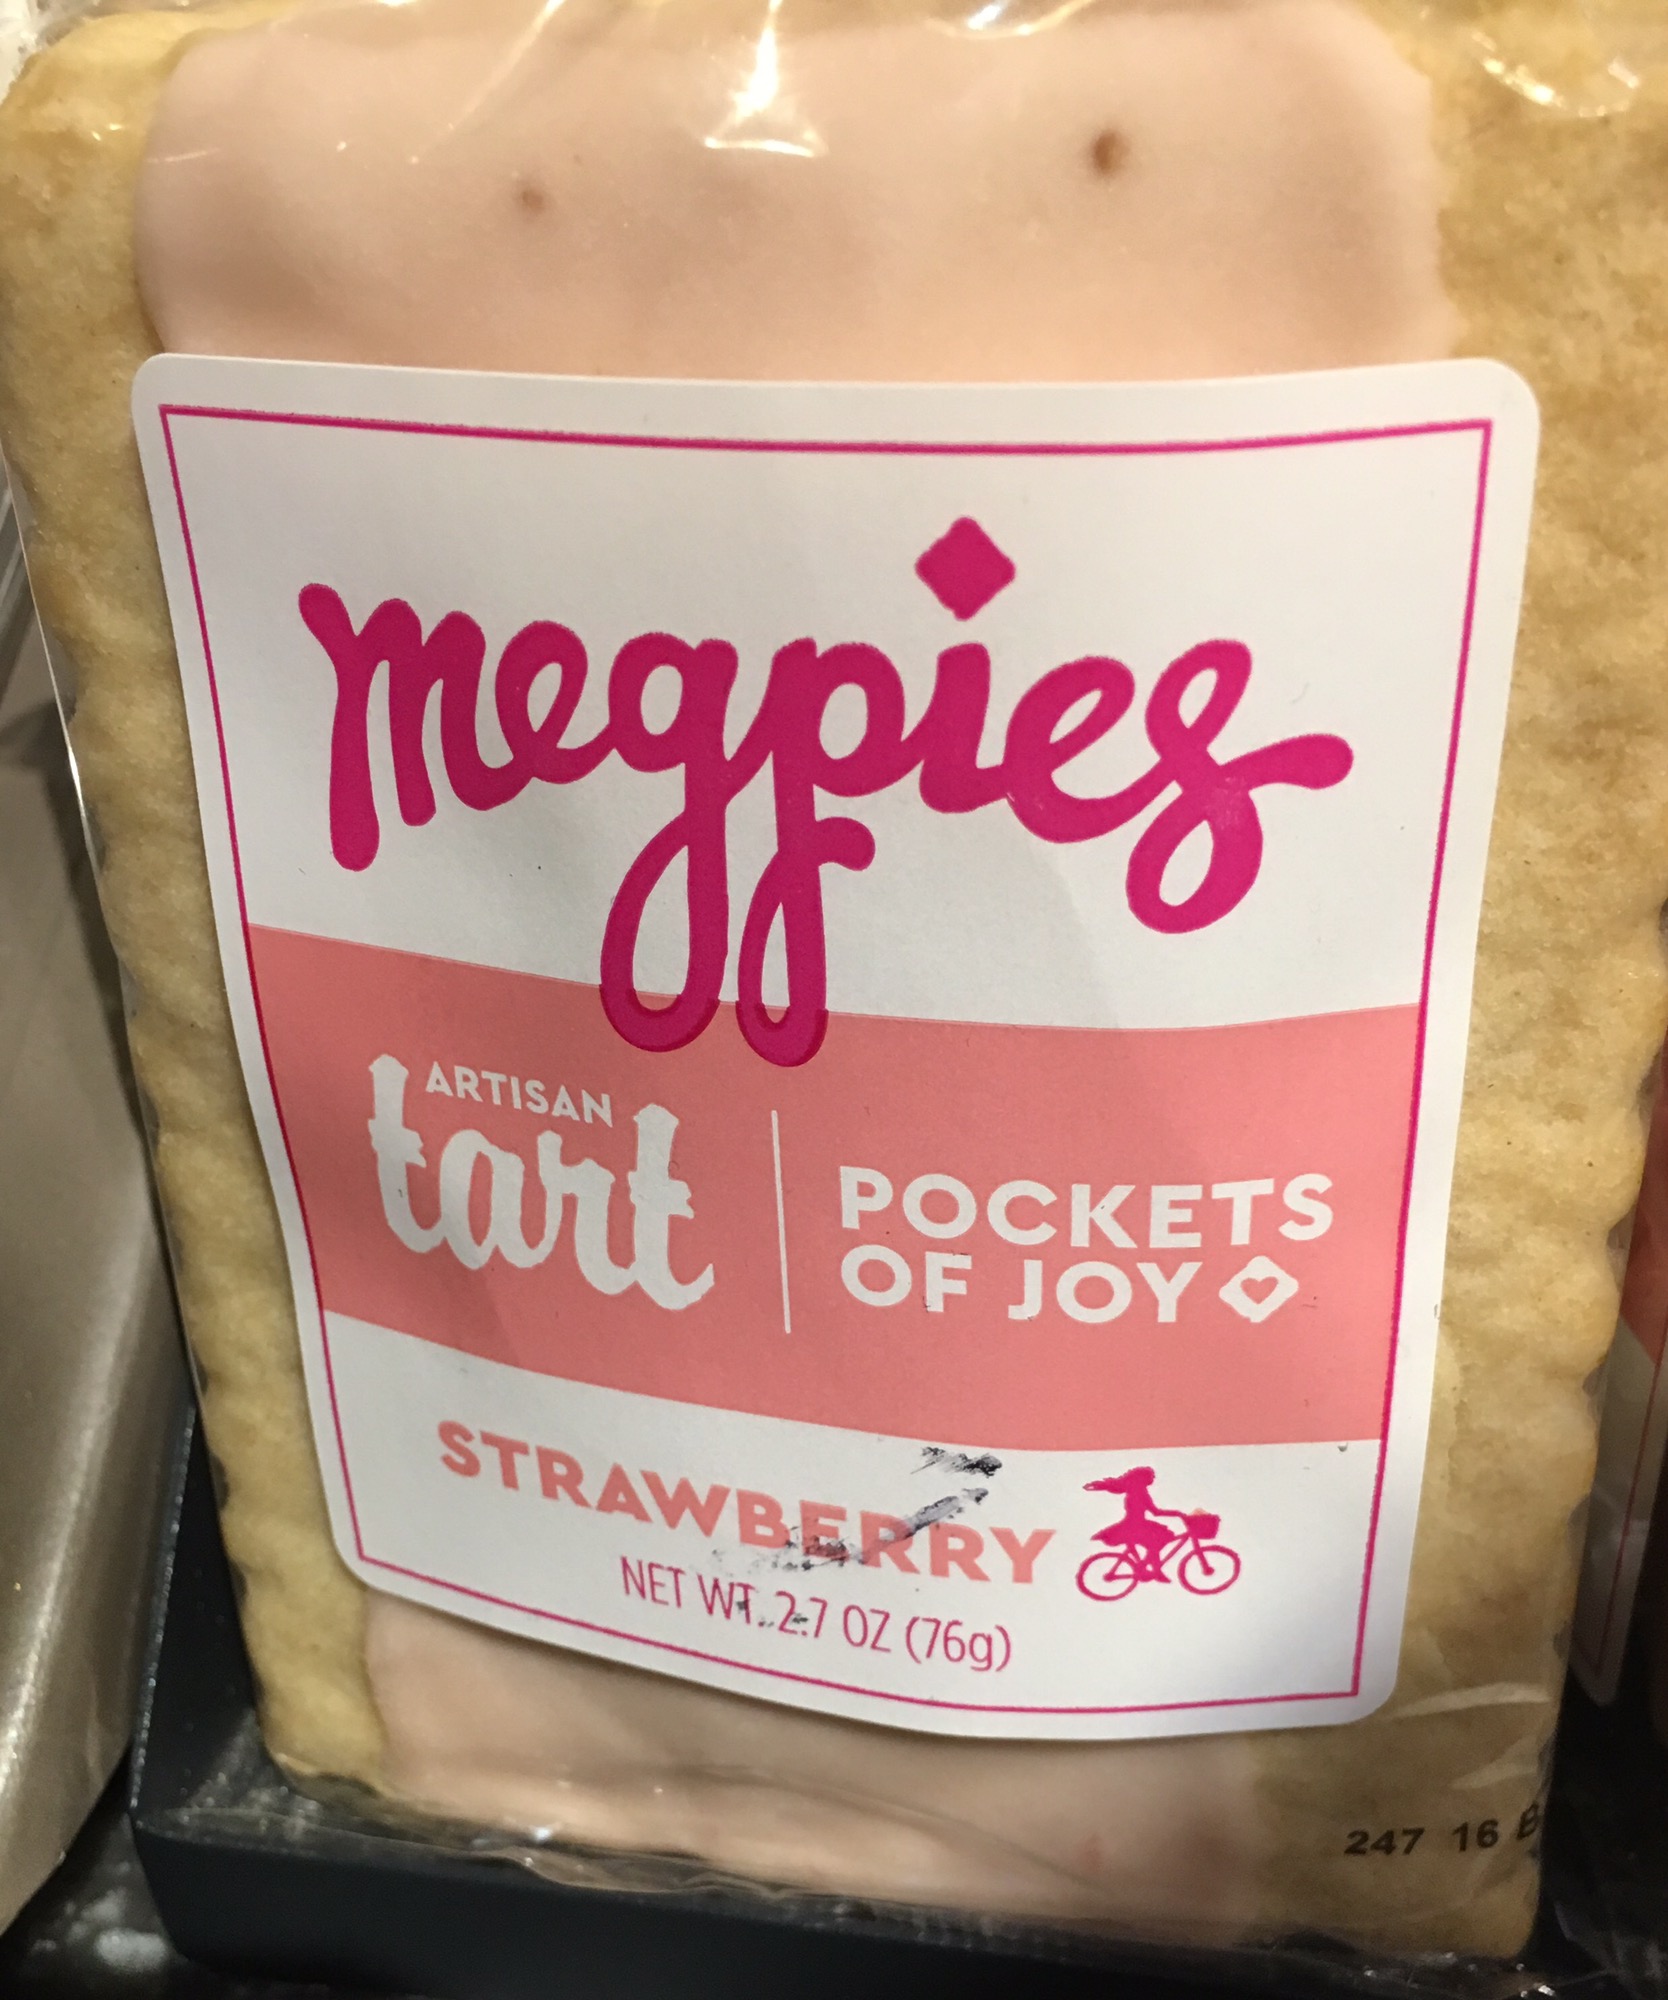 megpies
ARTISAN
tart
POCKETS
OF JOY
STRAWBERRY
NET WT. 2.7 OZ (76g)
247 16 B